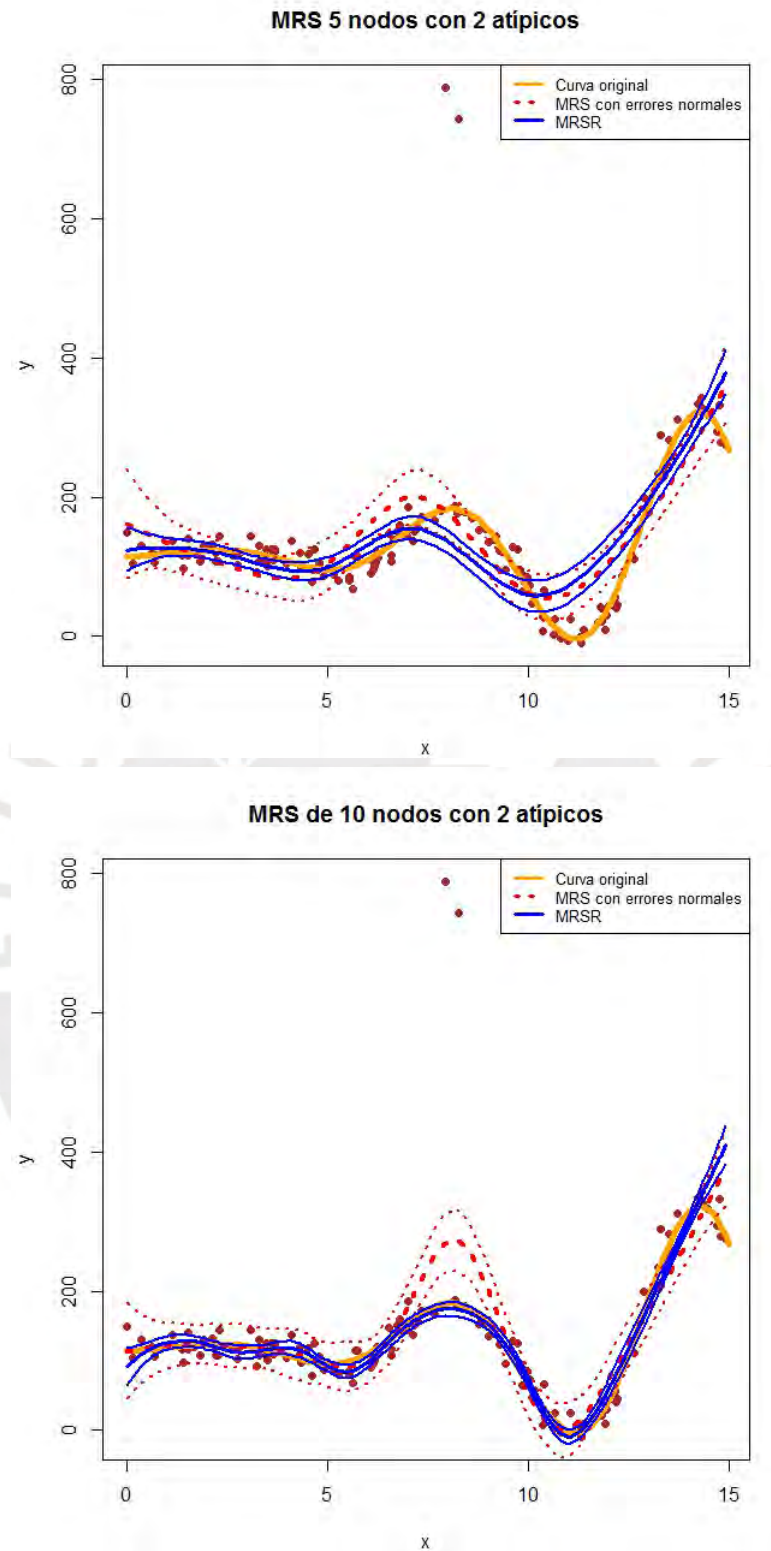 MRS 5 nodos con 2 atípicos
Curva original
MRS con errores normales
MRSR
800
600
400
200
0
y
0 5 10 15
x
MRS de 10 nodos con 2 atípicos
Curva original
MRS con errores normales
MRSR
800
600
400
200
0
y
0 5 10 15
x